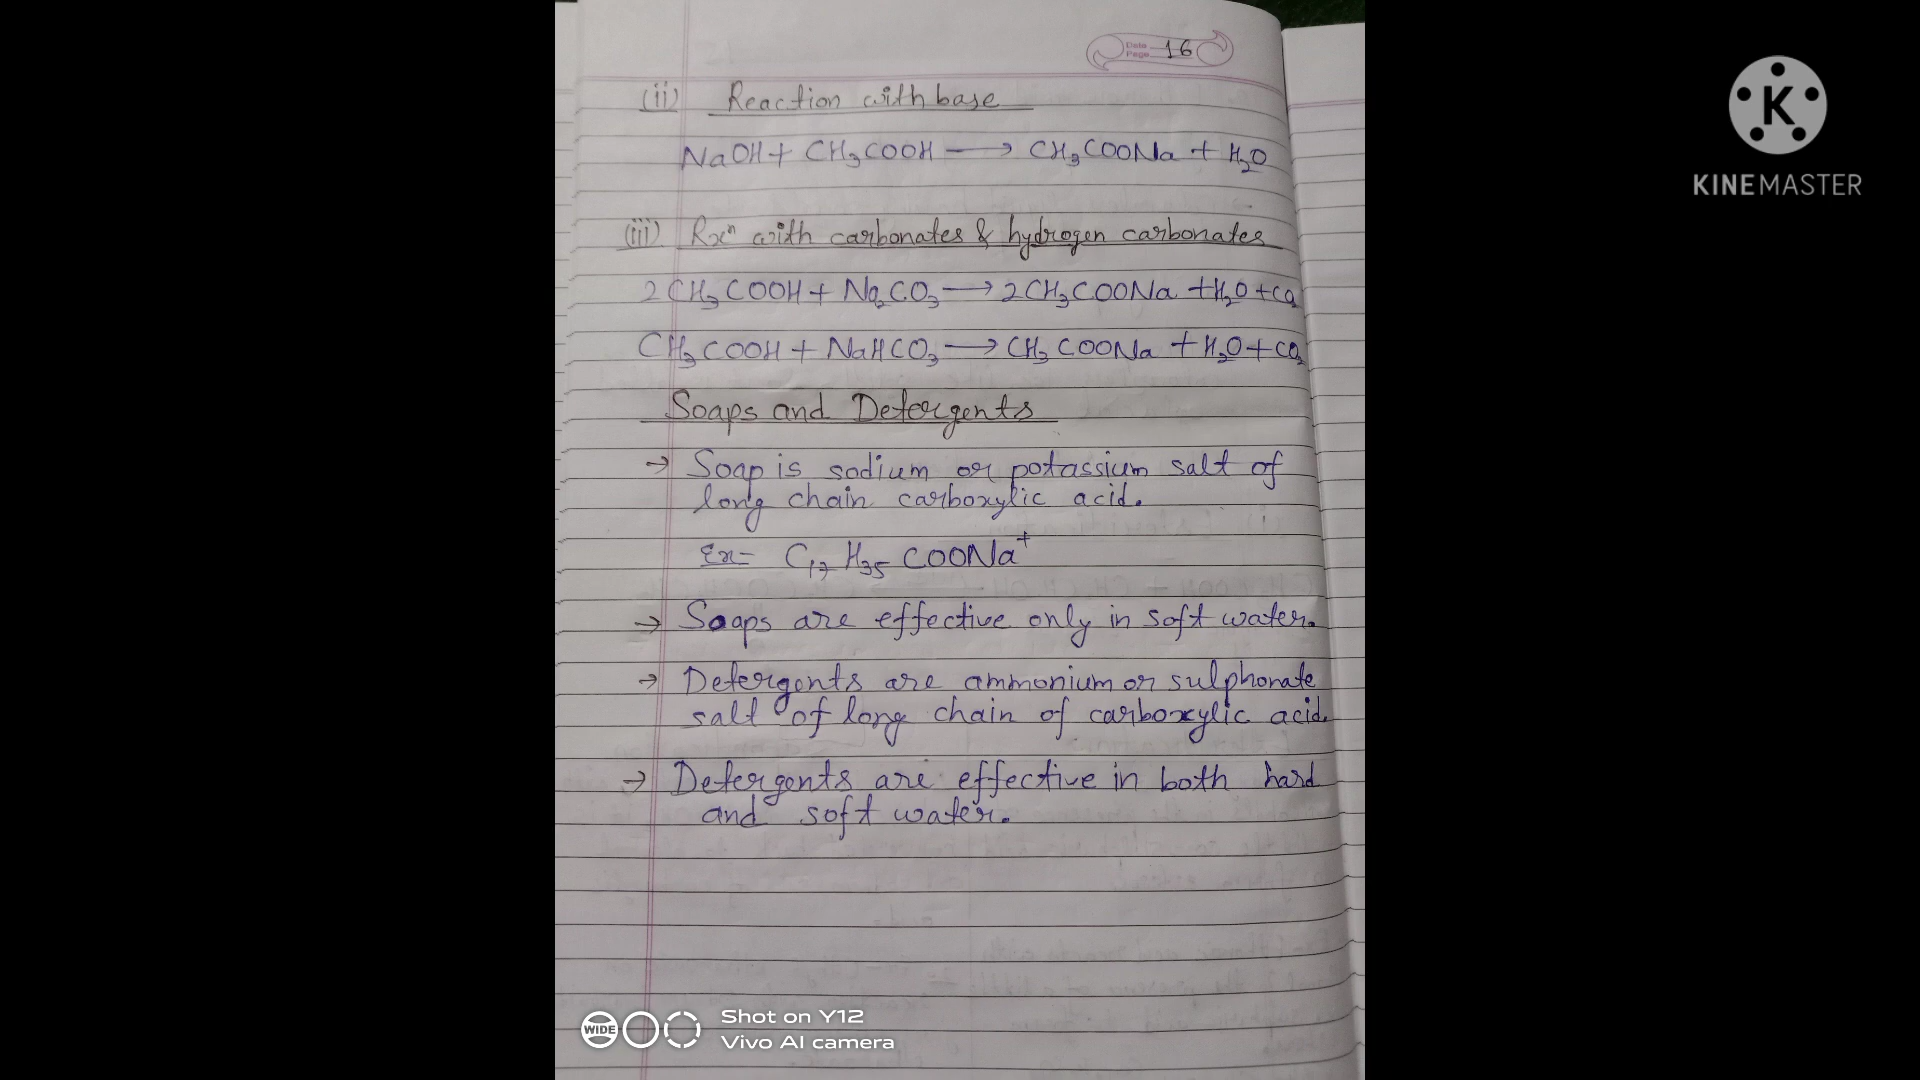 Date
Page 16
(ii) Reaction with base
NaOH + CH₃COOH ⟶ CH₃COONa + H₂O
(iii) Rxⁿ with carbonates & hydrogen carbonates
2CH₃COOH + Na₂CO₃ ⟶ 2CH₃COONa + H₂O + CO₂
CH₃COOH + NaHCO₃ ⟶ CH₃COONa + H₂O + CO₂
Soaps and Detergents
→ Soap is sodium or potassium salt of
long chain carboxylic acid.
Ex= C₁₇H₃₅COONa⁺
→ Soaps are effective only in soft water.
→ Detergents are ammonium or sulphonate
salt of long chain of carboxylic acid.
→ Detergents are effective in both hard
and soft water.
WIDE
Shot on Y12
Vivo AI camera
K
KINEMASTER